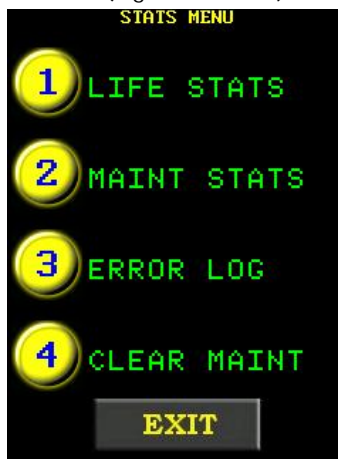 STATS MENU
1 LIFE STATS
2 MAINT STATS
3 ERROR LOG
4 CLEAR MAINT
EXIT